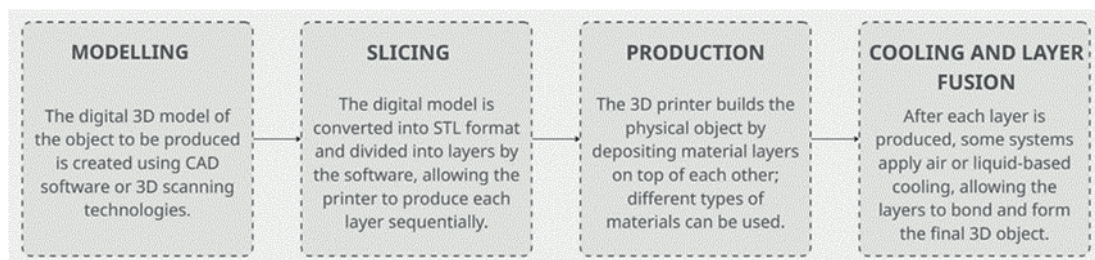 MODELLING
The digital 3D model of
the object to be produced
is created using CAD
software or 3D scanning
technologies.
SLICING
The digital model is
converted into STL format
and divided into layers by
the software, allowing the
printer to produce each
layer sequentially.
PRODUCTION
The 3D printer builds the
physical object by
depositing material layers
on top of each other;
different types of
materials can be used.
COOLING AND LAYER
FUSION
After each layer is
produced, some systems
apply air or liquid-based
cooling, allowing the
layers to bond and form
the final 3D object.